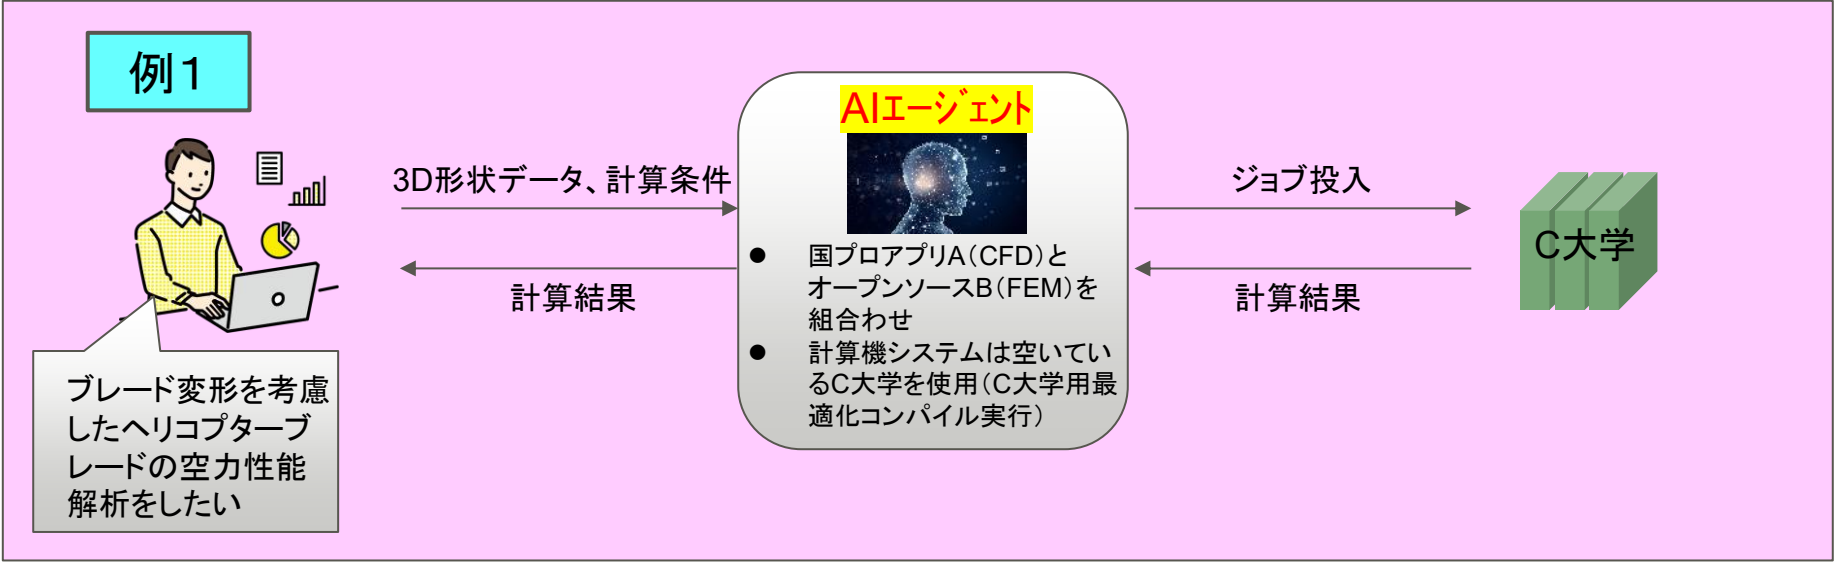 例1
3D形状データ、計算条件
計算結果
ブレード変形を考慮
したヘリコプターブ
レードの空力性能
解析をしたい
AIエージェント
● 国プロアプリA(CFD)と
オープンソースB(FEM)を
組合わせ
● 計算機システムは空いてい
るC大学を使用(C大学用最
適化コンパイル実行)
ジョブ投入
計算結果
C大学